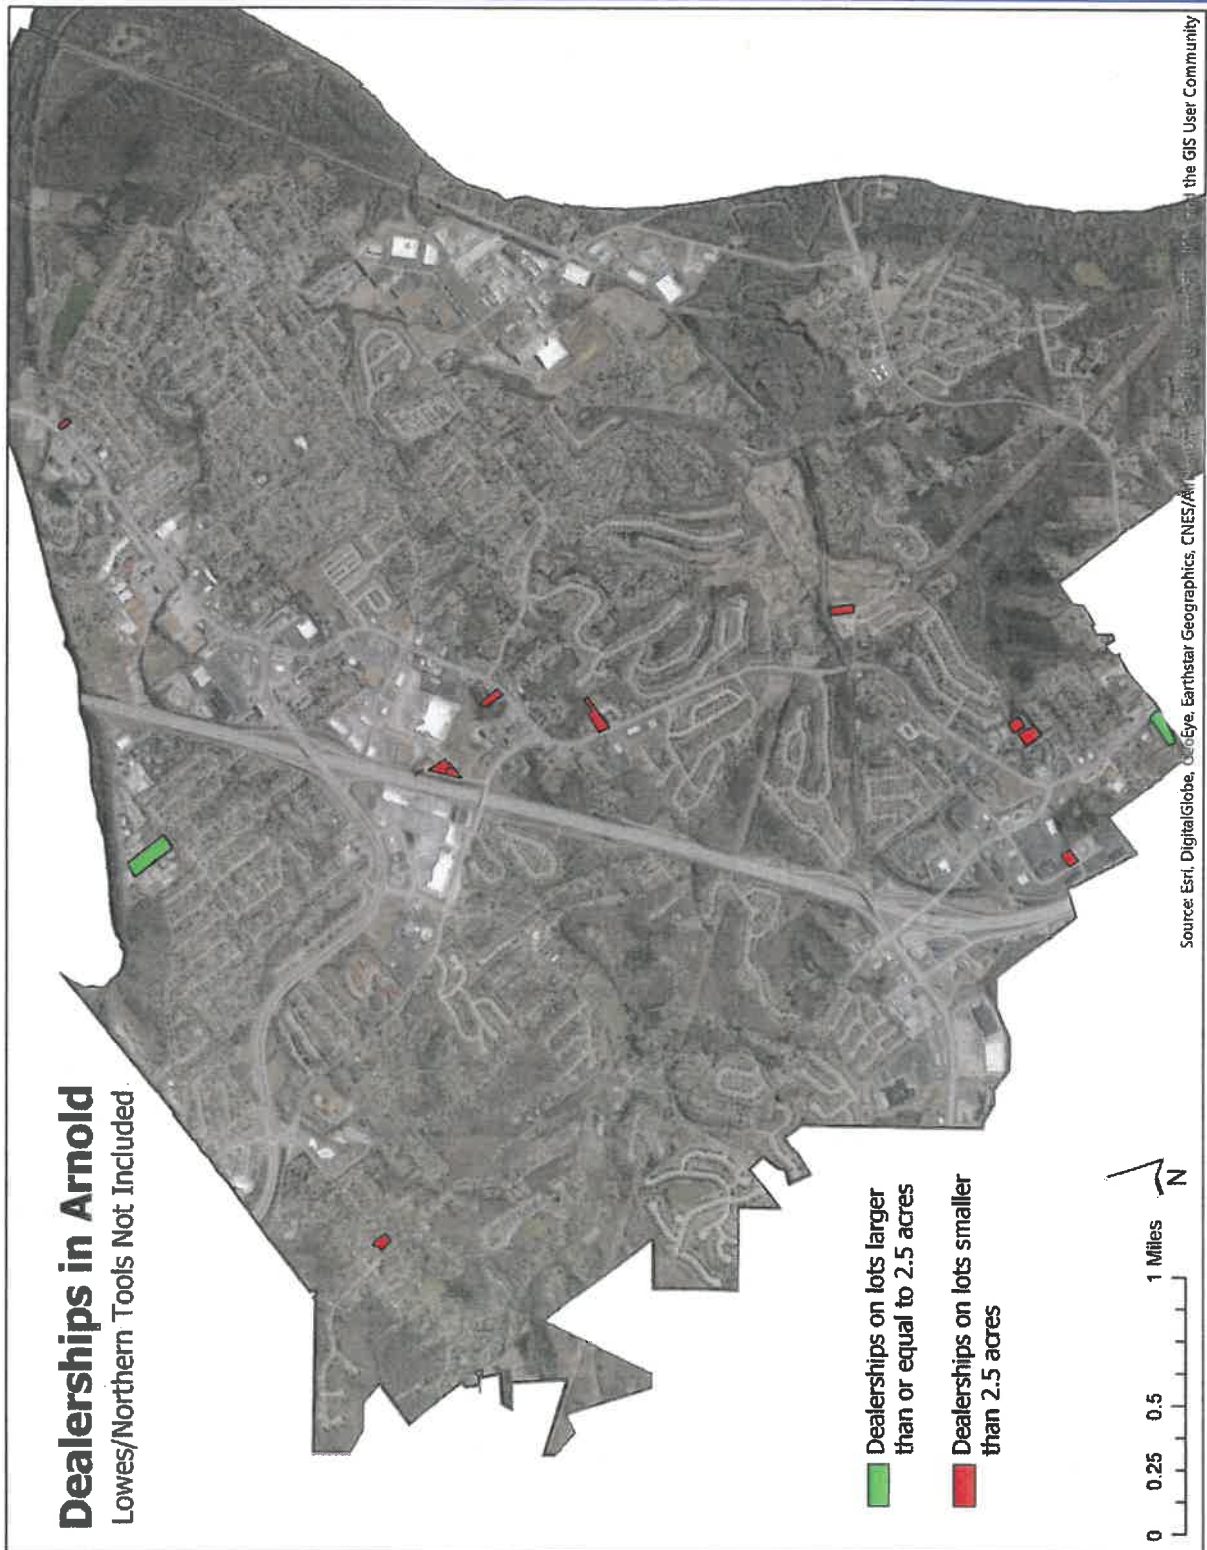 Dealerships in Arnold
Lowes/Northern Tools Not Included
Dealerships on lots larger
than or equal to 2.5 acres
Dealerships on lots smaller
than 2.5 acres
0 0.25 0.5 1 Miles
N
Source: Esri, DigitalGlobe, GeoEye, Earthstar Geographics, the GIS User Community